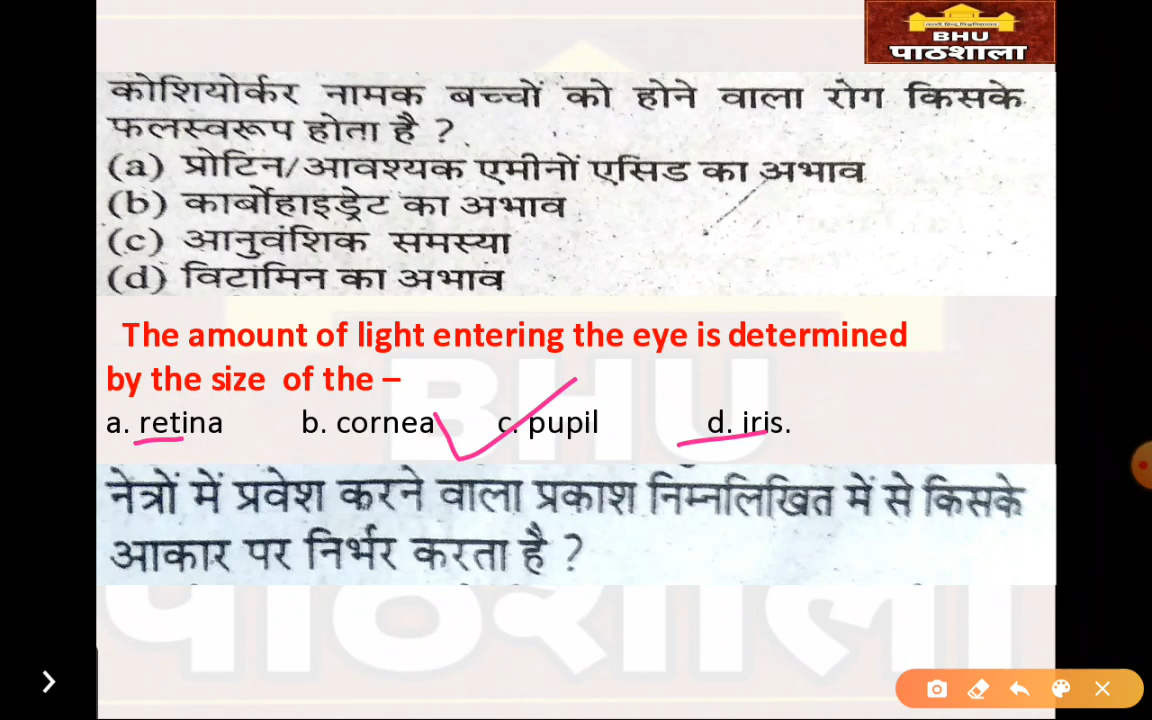 BHU
पाठशाला
कोशियोर्कर नामक बच्चों को होने वाला रोग किसके
फलस्वरूप होता है ?
(a) प्रोटिन/आवश्यक एमीनों एसिड का अभाव
(b) कार्बोहाइड्रेट का अभाव
(c) आनुवंशिक समस्या
(d) विटामिन का अभाव
The amount of light entering the eye is determined
by the size of the –
a. retina b. cornea c. pupil d. iris.
नेत्रों में प्रवेश करने वाला प्रकाश निम्नलिखित में से किसके
आकार पर निर्भर करता है ?
BHU
पाठशाला